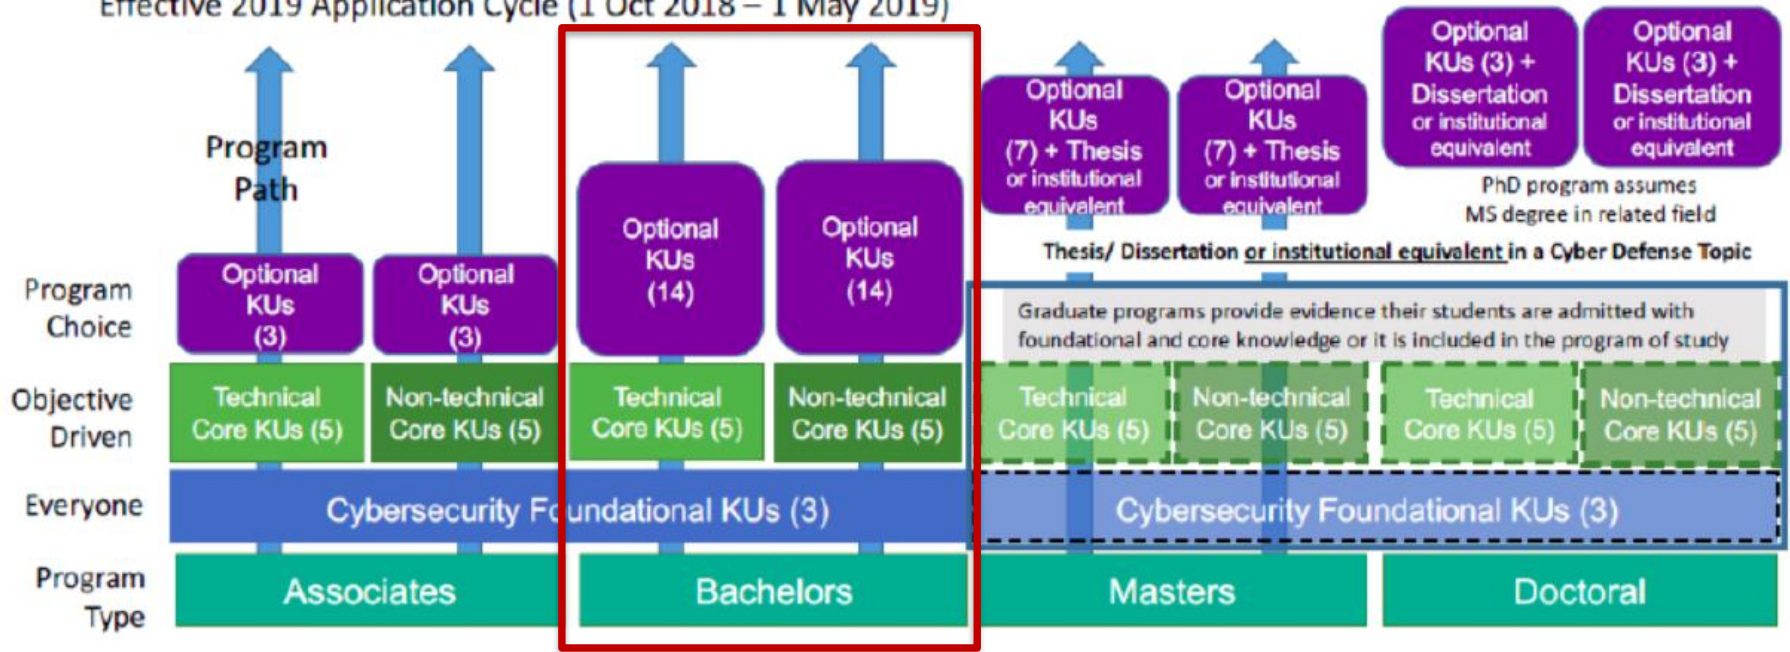 Effective 2019 Application Cycle (1 Oct 2018 – 1 May 2019)
Program
Path
Optional
KUs
(3)
Optional
KUs
(3)
Optional
KUs
(14)
Optional
KUs
(14)
Optional
KUs
(7) + Thesis
or institutional
equivalent
Optional
KUs
(7) + Thesis
or institutional
equivalent
Optional
KUs (3) +
Dissertation
or institutional
equivalent
Optional
KUs (3) +
Dissertation
or institutional
equivalent
PhD program assumes
MS degree in related field
Thesis/ Dissertation or institutional equivalent in a Cyber Defense Topic
Program
Choice
Graduate programs provide evidence their students are admitted with
foundational and core knowledge or it is included in the program of study
Objective
Driven
Technical
Core KUs (5)
Non-technical
Core KUs (5)
Technical
Core KUs (5)
Non-technical
Core KUs (5)
Technical
Core KUs (5)
Non-technical
Core KUs (5)
Technical
Core KUs (5)
Non-technical
Core KUs (5)
Everyone
Cybersecurity Foundational KUs (3)
Cybersecurity Foundational KUs (3)
Program
Type
Associates
Bachelors
Masters
Doctoral